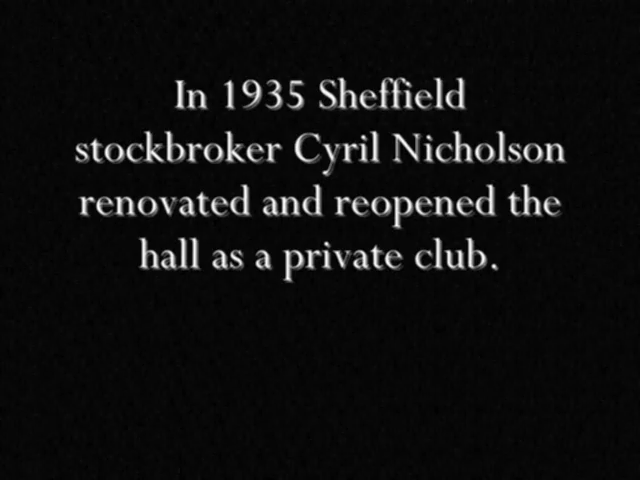 In 1935 Sheffield
stockbroker Cyril Nicholson
renovated and reopened the
hall as a private club.